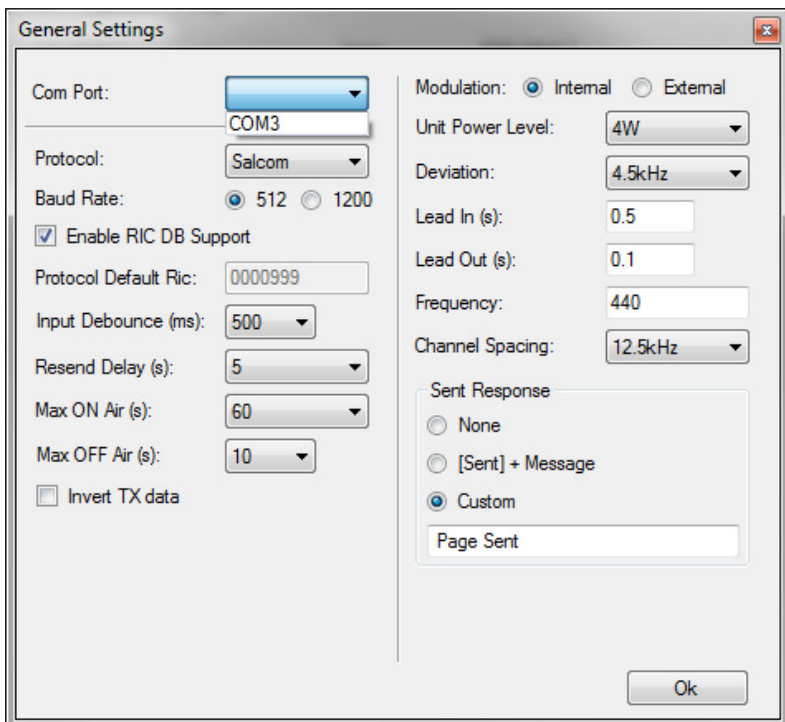 General Settings
Com Port:
COM3
Protocol: Salcom
Baud Rate: 512 1200
Enable RIC DB Support
Protocol Default Ric: 0000999
Input Debounce (ms): 500
Resend Delay (s): 5
Max ON Air (s): 60
Max OFF Air (s): 10
Invert TX data
Modulation: Internal External
Unit Power Level: 4W
Deviation: 4.5kHz
Lead In (s): 0.5
Lead Out (s): 0.1
Frequency: 440
Channel Spacing: 12.5kHz
Sent Response
None
[Sent] + Message
Custom
Page Sent
Ok